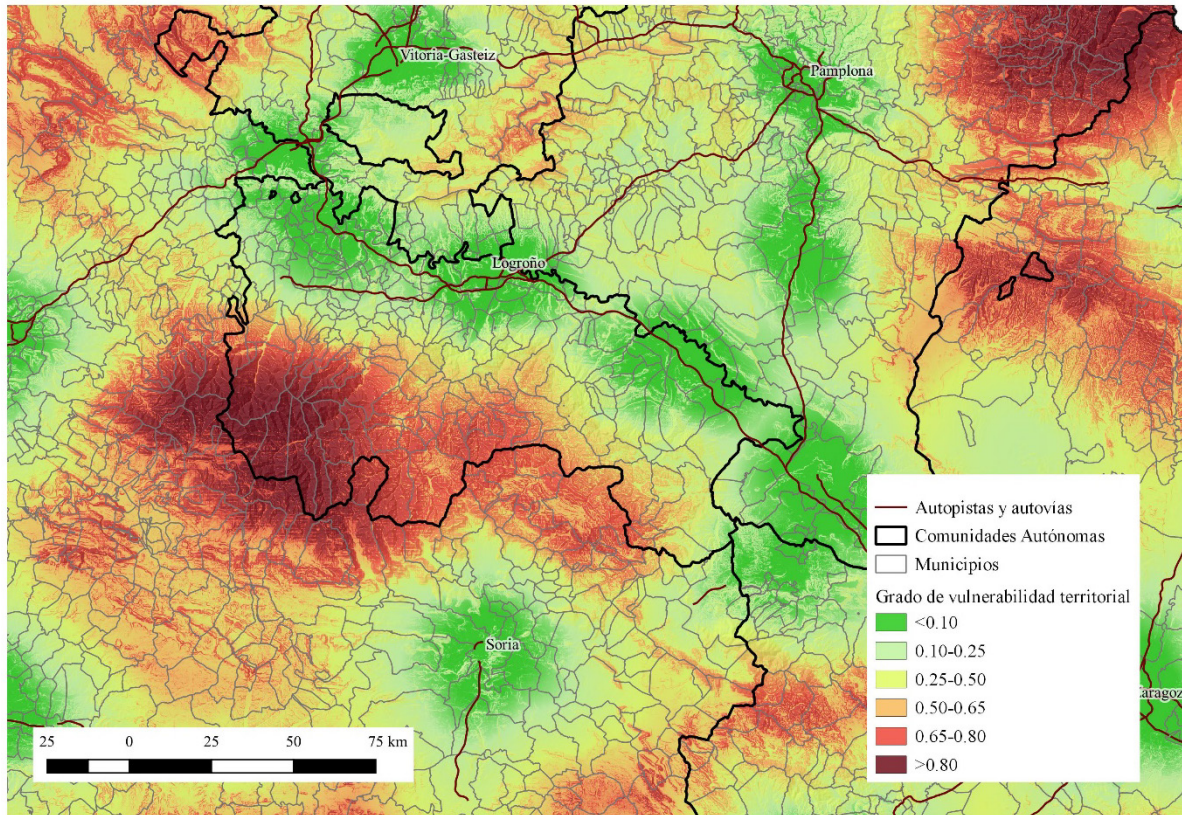 Vitoria-Gasteiz
Pamplona
Logroño
Soria
Zaragoz
Autopistas y autovías
Comunidades Autónomas
Municipios
Grado de vulnerabilidad territorial
<0.10
0.10-0.25
0.25-0.50
0.50-0.65
0.65-0.80
>0.80
25 0 25 50 75 km